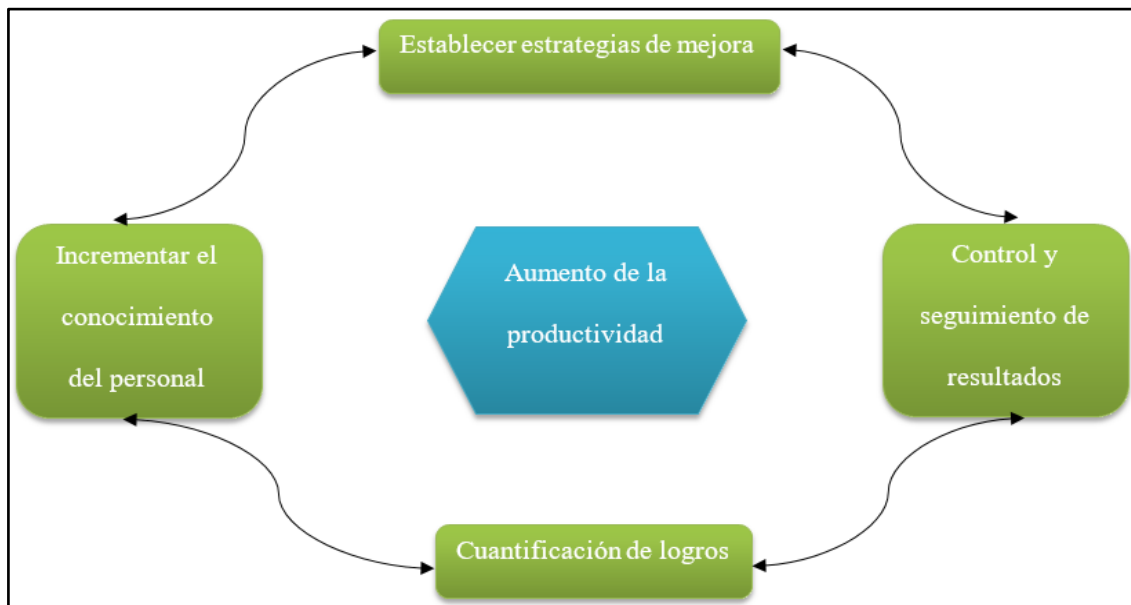 Establecer estrategias de mejora
Incrementar el
conocimiento
del personal
Aumento de la
productividad
Control y
seguimiento de
resultados
Cuantificación de logros